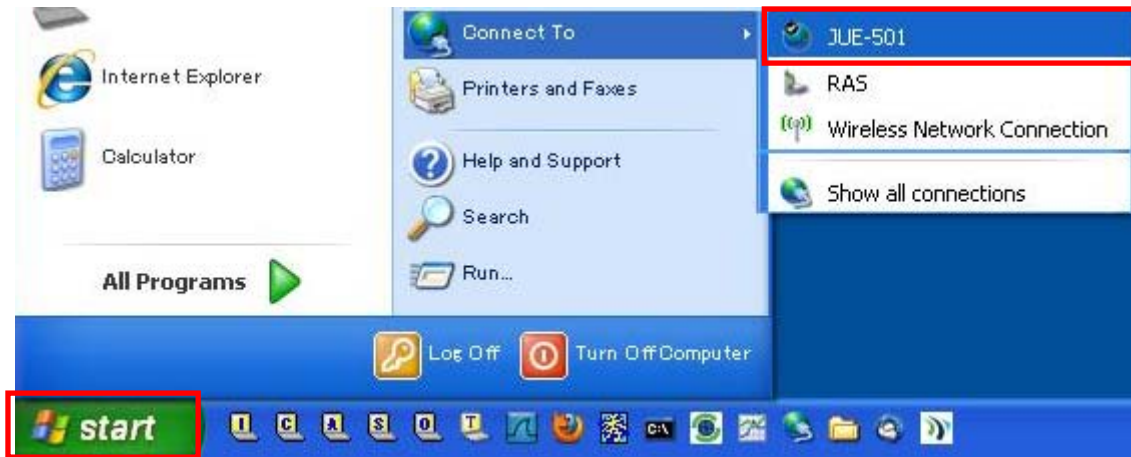 Internet Explorer
Calculator
All Programs
Connect To
Printers and Faxes
Help and Support
Search
Run...
JUE-501
RAS
Wireless Network Connection
Show all connections
Log Off
Turn Off Computer
start
L C A S O T
C:\